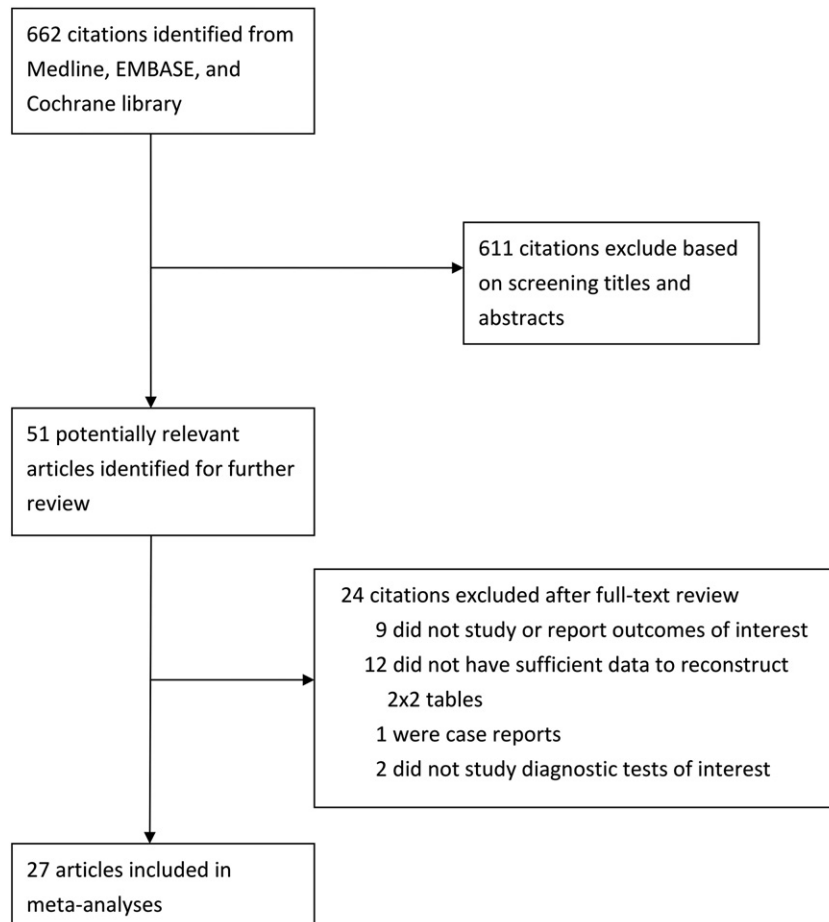 662 citations identified from
Medline, EMBASE, and
Cochrane library
611 citations exclude based
on screening titles and
abstracts
51 potentially relevant
articles identified for further
review
24 citations excluded after full-text review
9 did not study or report outcomes of interest
12 did not have sufficient data to reconstruct
2x2 tables
1 were case reports
2 did not study diagnostic tests of interest
27 articles included in
meta-analyses